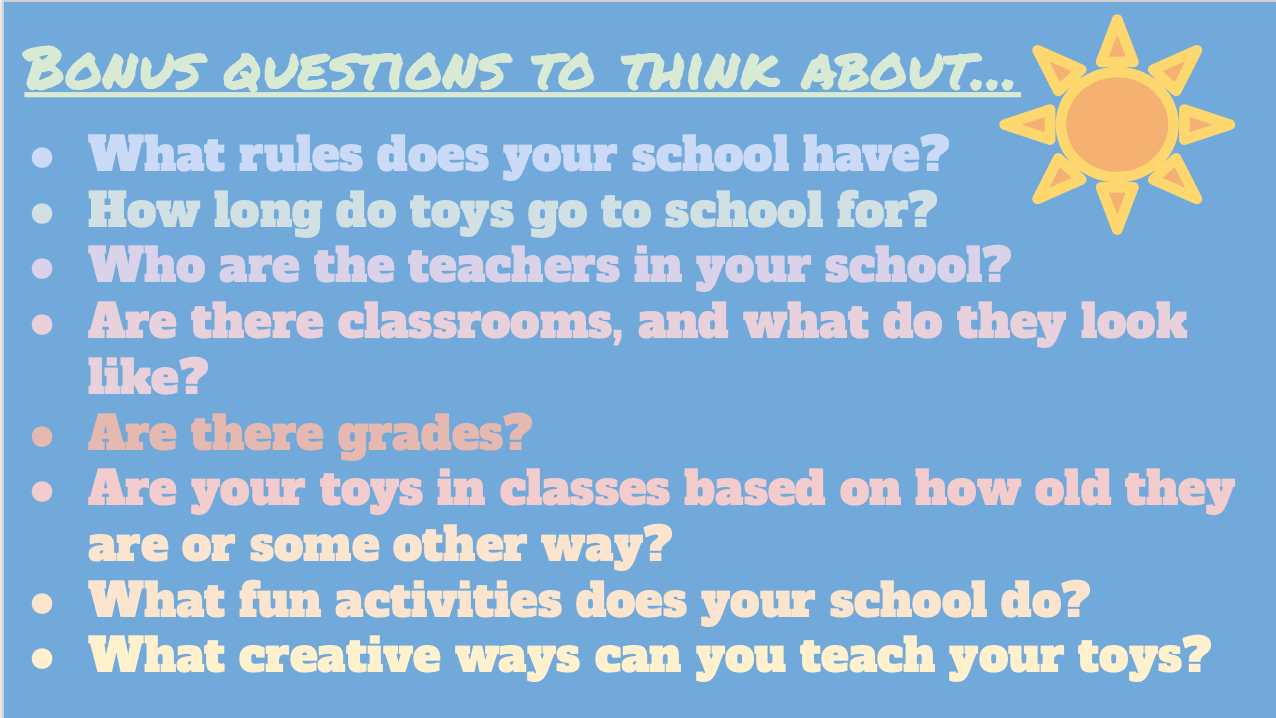 Bonus questions to think about...
● What rules does your school have?
● How long do toys go to school for?
● Who are the teachers in your school?
● Are there classrooms, and what do they look
like?
● Are there grades?
● Are your toys in classes based on how old they
are or some other way?
● What fun activities does your school do?
● What creative ways can you teach your toys?